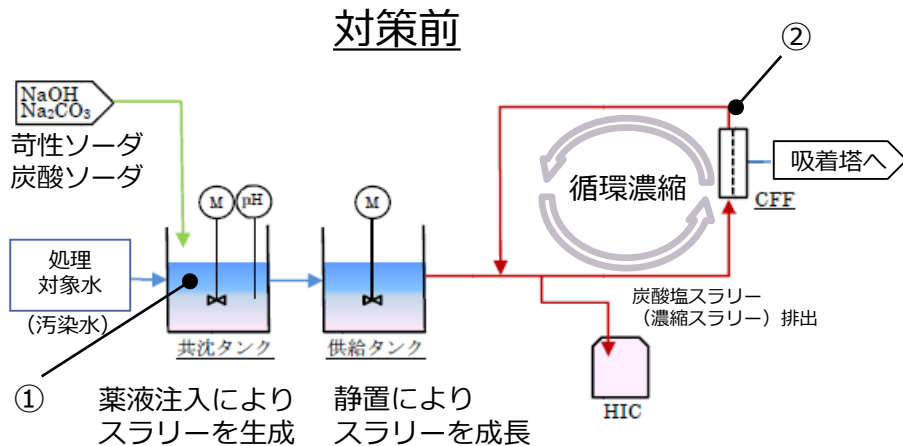 対策前
②
NaOH
Na₂CO₃
苛性ソーダ
炭酸ソーダ
M
pH
M
循環濃縮
吸着塔へ
CFF
処理
対象水
(汚染水)
炭酸塩スラリー
（濃縮スラリー）排出
共沈タンク
供給タンク
①
薬液注入により
スラリーを生成
静置により
スラリーを成長
HIC